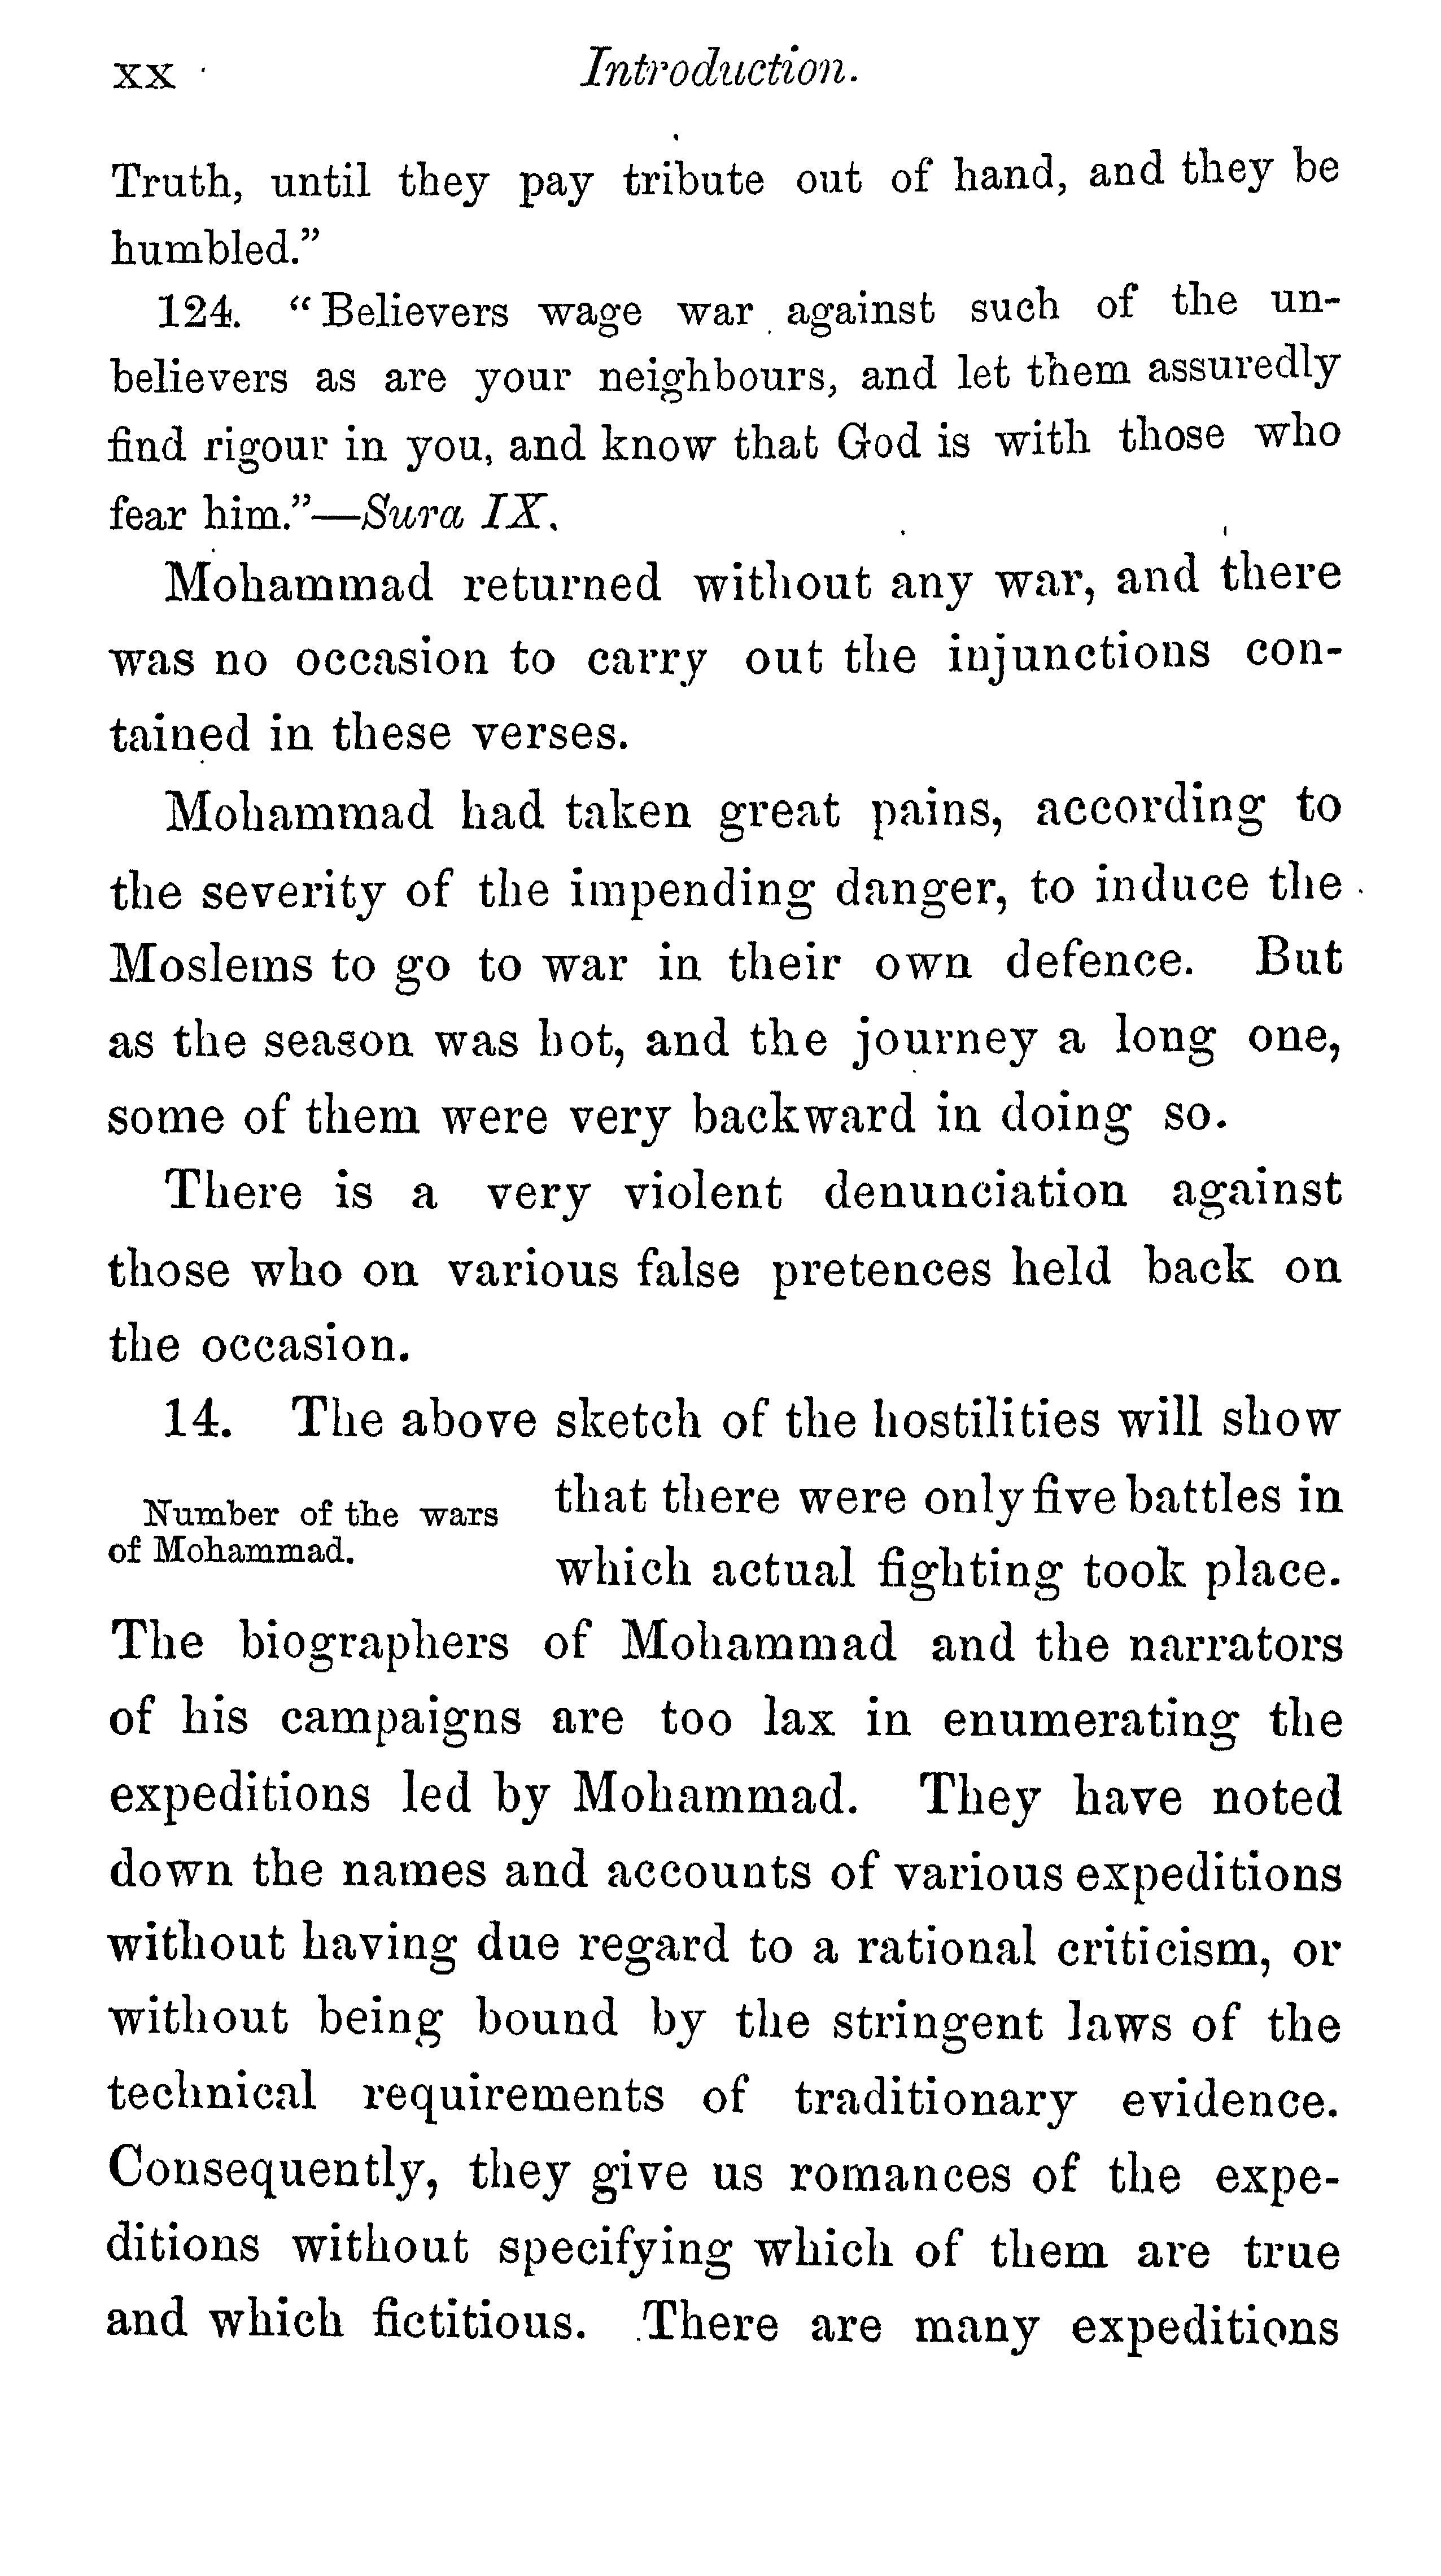 xx Introduction.
Truth, until they pay tribute out of hand, and they be
humbled."
124. "Believers wage war against such of the un-
believers as are your neighbours, and let them assuredly
find rigour in you, and know that God is with those who
fear him."—Sura IX.
Mohammad returned without any war, and there
was no occasion to carry out the injunctions con-
tained in these verses.
Mohammad had taken great pains, according to
the severity of the impending danger, to induce the
Moslems to go to war in their own defence. But
as the season was hot, and the journey a long one,
some of them were very backward in doing so.
There is a very violent denunciation against
those who on various false pretences held back on
the occasion.
14. The above sketch of the hostilities will show
Number of the wars
of Mohammad.
that there were only five battles in
which actual fighting took place.
The biographers of Mohammad and the narrators
of his campaigns are too lax in enumerating the
expeditions led by Mohammad. They have noted
down the names and accounts of various expeditions
without having due regard to a rational criticism, or
without being bound by the stringent laws of the
technical requirements of traditionary evidence.
Consequently, they give us romances of the expe-
ditions without specifying which of them are true
and which fictitious. There are many expeditions